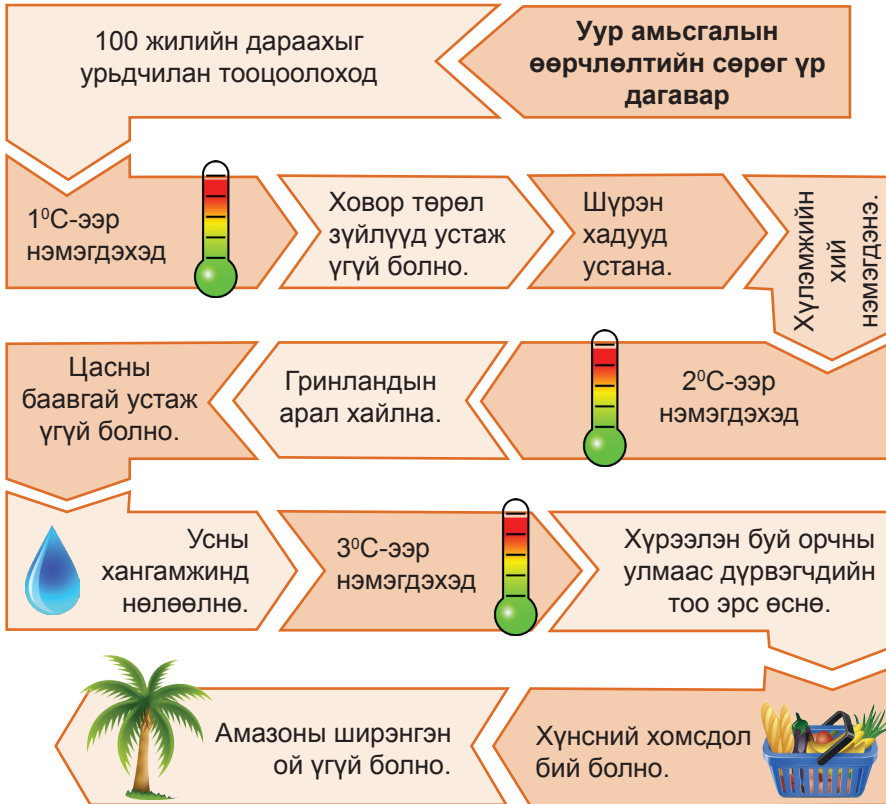 Уур амьсгалын
өөрчлөлтийн сөрөг үр
дагавар
100 жилийн дараахыг
урьдчилан тооцоолоход
1⁰С-ээр
нэмэгдэхэд
Ховор төрөл
зүйлүүд устаж
үгүй болно.
Шүрэн
хадууд
устана.
Хүлэмжийн
хий
нэмэгдэнэ.
2⁰С-ээр
нэмэгдэхэд
Гринландын
арал хайлна.
Цасны
баавгай устаж
үгүй болно.
Усны
хангамжинд
нөлөөлнө.
3⁰С-ээр
нэмэгдэхэд
Хүрээлэн буй орчны
улмаас дүрвэгчдийн
тоо эрс өснө.
Хүнсний хомсдол
бий болно.
Амазоны ширэнгэн
ой үгүй болно.